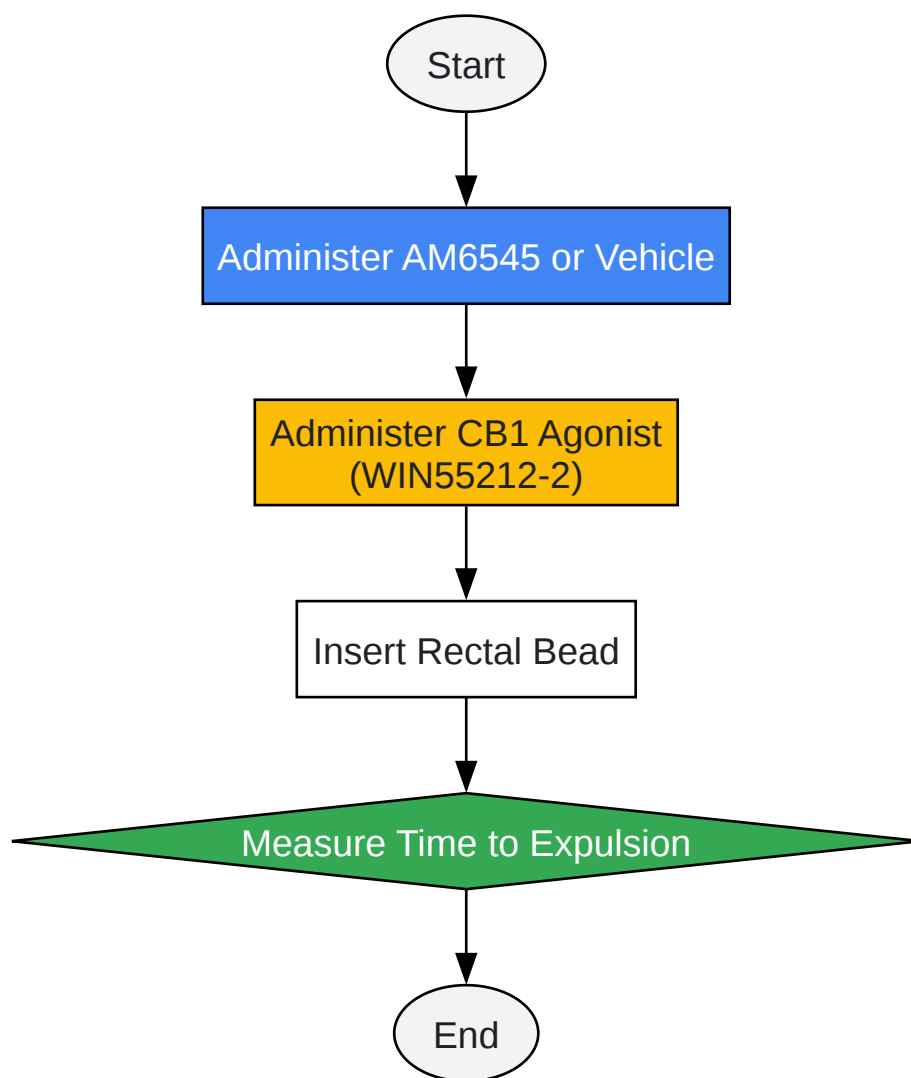 Start
Administer AM6545 or Vehicle
Administer CB1 Agonist
(WIN55212-2)
Insert Rectal Bead
Measure Time to Expulsion
End